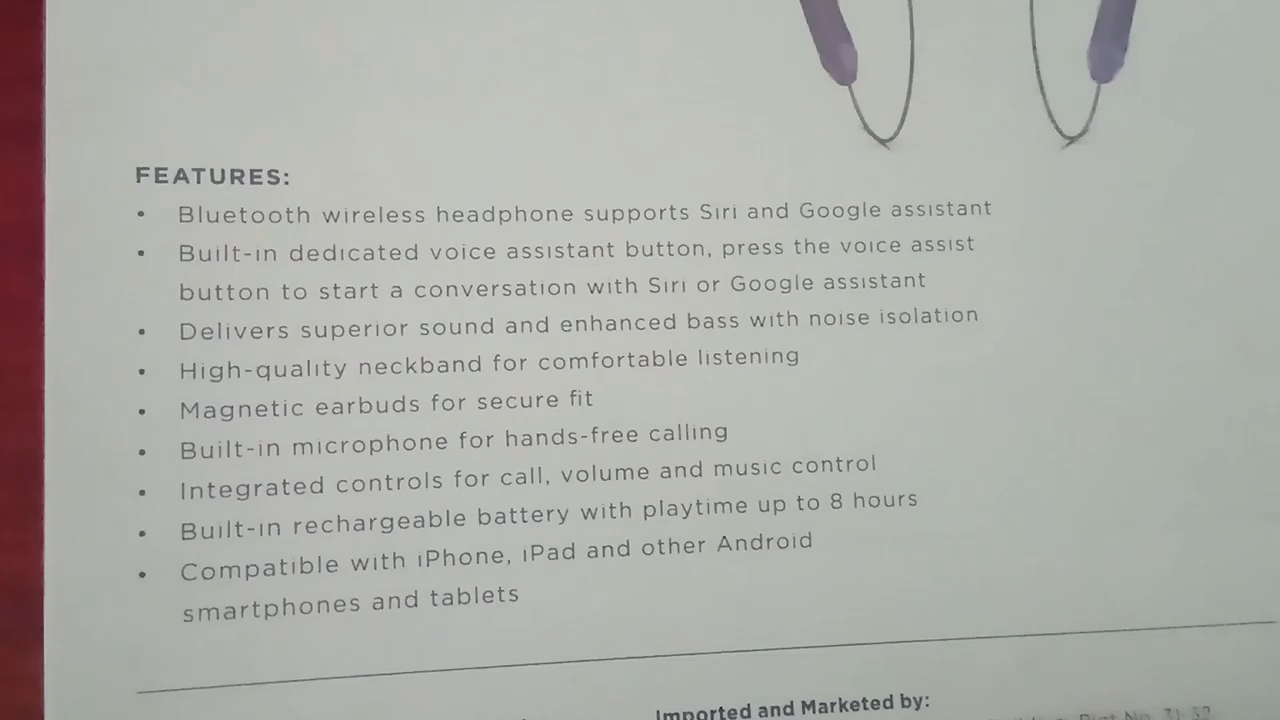 FEATURES:
• Bluetooth wireless headphone supports Siri and Google assistant
• Built-in dedicated voice assistant button, press the voice assist
button to start a conversation with Siri or Google assistant
• Delivers superior sound and enhanced bass with noise isolation
• High-quality neckband for comfortable listening
• Magnetic earbuds for secure fit
• Built-in microphone for hands-free calling
• Integrated controls for call, volume and music control
• Built-in rechargeable battery with playtime up to 8 hours
• Compatible with iPhone, iPad and other Android
smartphones and tablets
Imported and Marketed by:
Plot No. 31-32